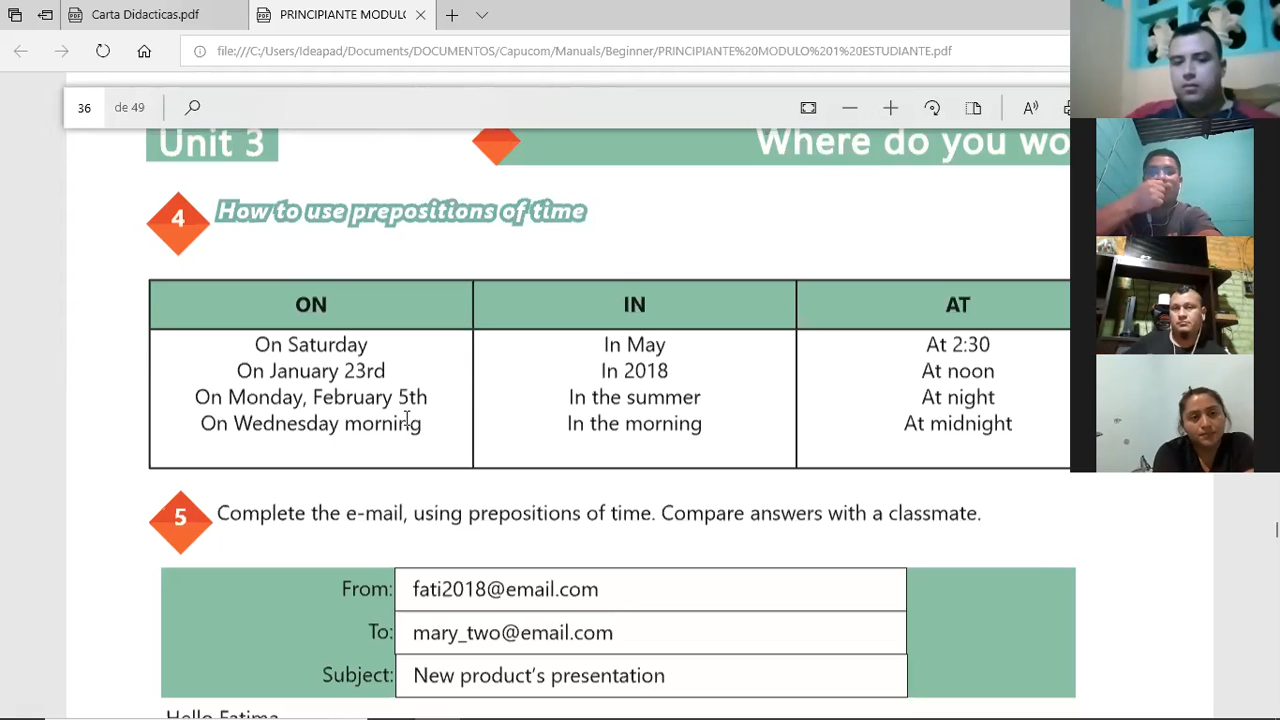 Carta Didacticas.pdf
PRINCIPIANTE MODULO
file:///C:/Users/Ideapad/Documents/DOCUMENTOS/Capucom/Manuals/Beginner/PRINCIPIANTE%20MODULO%201%20ESTUDIANTE.pdf
36 de 49
Unit 3 Where do you wo
4 How to use prepositions of time
ON IN AT
On Saturday In May At 2:30
On January 23rd In 2018 At noon
On Monday, February 5th In the summer At night
On Wednesday morning In the morning At midnight
5 Complete the e-mail, using prepositions of time. Compare answers with a classmate.
From: fati2018@email.com
To: mary_two@email.com
Subject: New product's presentation
Hello Fatima